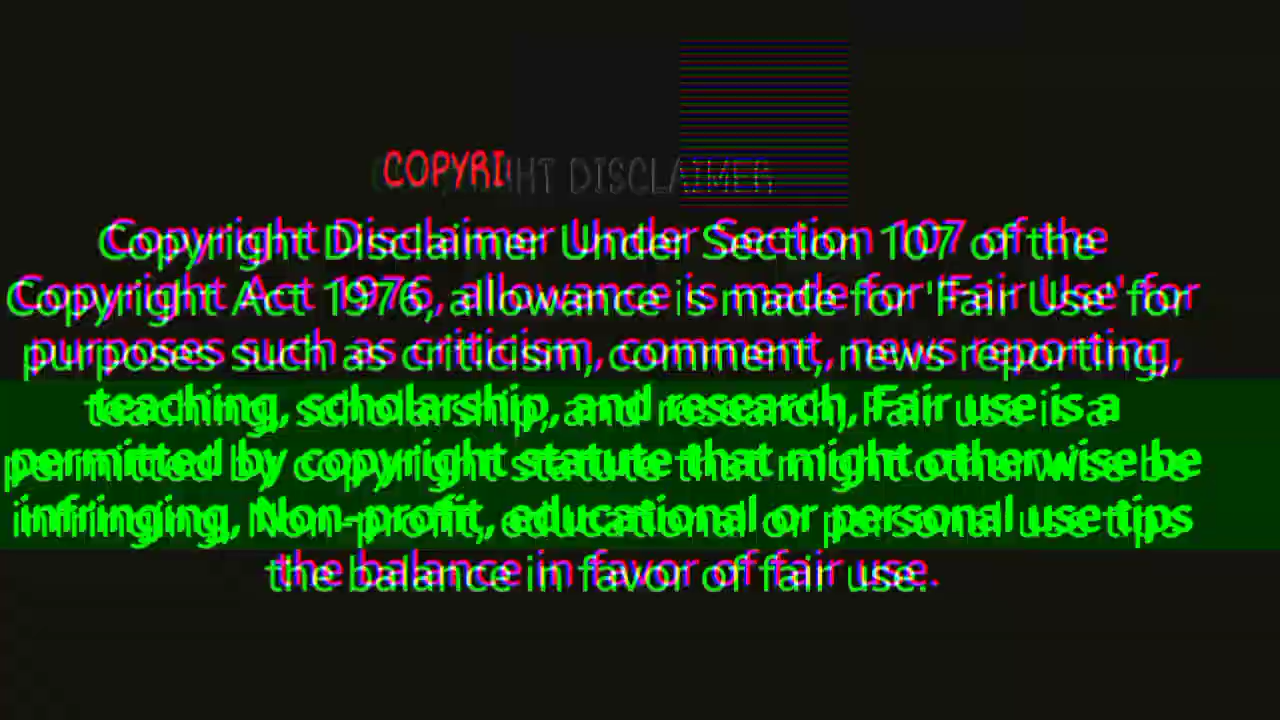 COPYRIGHT DISCLAIMER
Copyright Disclaimer Under Section 107 of the
Copyright Act 1976, allowance is made for 'Fair Use' for
purposes such as criticism, comment, news reporting,
teaching, scholarship, and research, Fair use is a
permitted by copyright statute that might otherwise be
infringing, Non-profit, educational or personal use tips
the balance in favor of fair use.